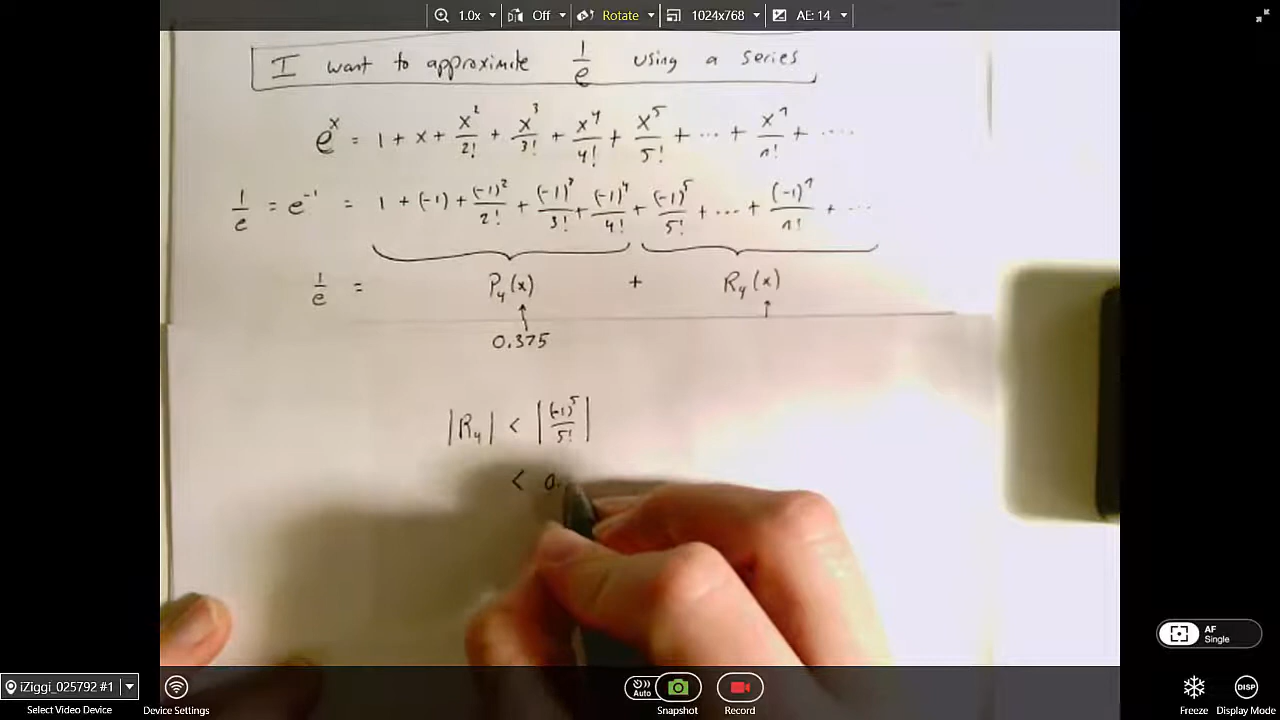 1.0x Off Rotate 1024x768 AE: 14
I want to approximate 1/e using a series
e^x = 1 + x + x^2/2! + x^3/3! + x^4/4! + x^5/5! + ... + x^n/n! + ....
1/e = e^-1 = 1 + (-1) + (-1)^2/2! + (-1)^3/3! + (-1)^4/4! + (-1)^5/5! + ... + (-1)^n/n! + ...
1/e = P_4(x) + R_4(x)
0.375
|R_4| < |(-1)^5/5!|
< 0.
AF
Single
iZiggi_025792 #1
Auto
DISP
Select Video Device
Device Settings
Snapshot
Record
Freeze
Display Mode